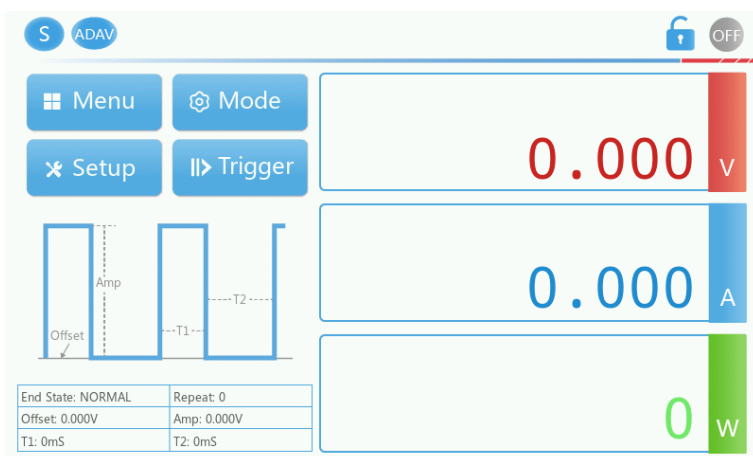 S ADAV OFF
Menu Mode
Setup Trigger
0.000 V
Amp
T2
T1
Offset
0.000 A
End State: NORMAL Repeat: 0
Offset: 0.000V Amp: 0.000V
T1: 0mS T2: 0mS
0 W